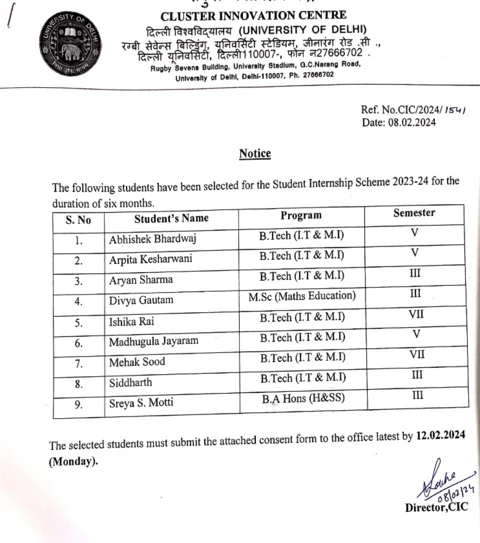 CLUSTER INNOVATION CENTRE
दिल्ली विश्वविद्यालय (UNIVERSITY OF DELHI)
रग्बी सेवेन्स बिल्डिंग, यूनिवर्सिटी स्टेडियम, जीनारंग रोड .सी .,
दिल्ली यूनिवर्सिटी, दिल्ली110007-, फोन न27666702 .
Rugby Sevens Building, University Stadium, G.C.Narang Road,
University of Delhi, Delhi-110007, Ph. 27666702
Ref. No.CIC/2024/1541
Date: 08.02.2024
Notice
The following students have been selected for the Student Internship Scheme 2023-24 for the
duration of six months.
S. No Student's Name Program Semester
1. Abhishek Bhardwaj B.Tech (I.T & M.I) V
2. Arpita Kesharwani B.Tech (I.T & M.I) V
3. Aryan Sharma B.Tech (I.T & M.I) III
4. Divya Gautam M.Sc (Maths Education) III
5. Ishika Rai B.Tech (I.T & M.I) VII
6. Madhugula Jayaram B.Tech (I.T & M.I) V
7. Mehak Sood B.Tech (I.T & M.I) VII
8. Siddharth B.Tech (I.T & M.I) III
9. Sreya S. Motti B.A Hons (H&SS) III
The selected students must submit the attached consent form to the office latest by 12.02.2024
(Monday).
08/02/24
Director,CIC